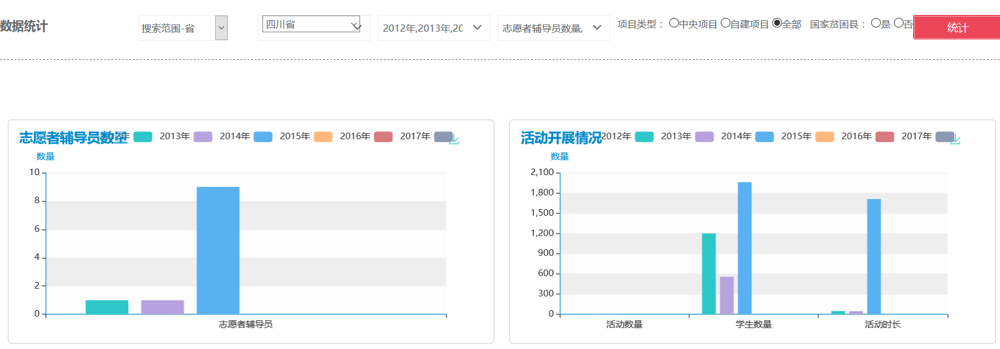 数据统计
搜索范围-省
四川省
2012年,2013年,20
志愿者辅导员数量,
项目类型： 中央项目 自建项目 全部 国家贫困县： 是 否
统计
志愿者辅导员数量
2012年 2013年 2014年 2015年 2016年 2017年
数量
10
8
6
4
2
0
志愿者辅导员
活动开展情况
2012年 2013年 2014年 2015年 2016年 2017年
数量
2,100
1,800
1,500
1,200
900
600
300
0
活动数量 学生数量 活动时长